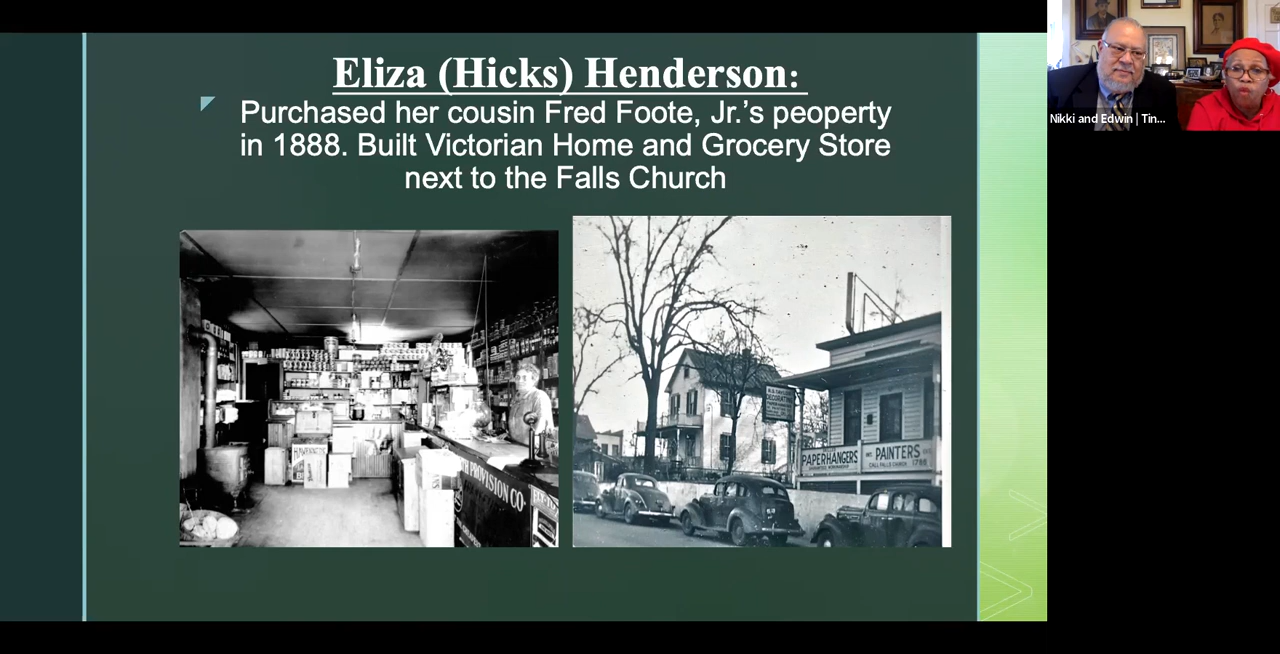 Eliza (Hicks) Henderson:
Purchased her cousin Fred Foote, Jr.'s peoperty
in 1888. Built Victorian Home and Grocery Store
next to the Falls Church
Nikki and Edwin | Tin...
PROVISION CO
PAPERHANGERS
PAINTERS
CALL FALLS CHURCH